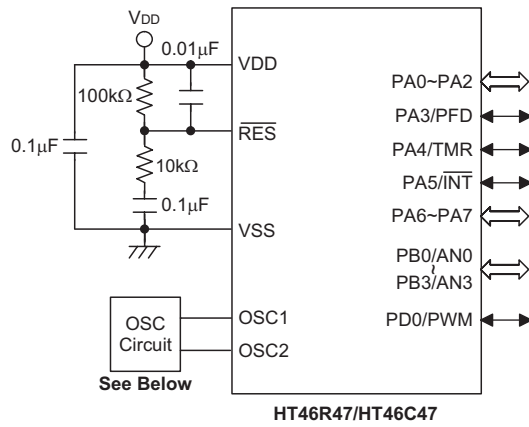 VDD
0.01μF
VDD
100kΩ
PA0~PA2
PA3/PFD
RES
0.1μF
10kΩ
PA4/TMR
PA5/INT
0.1μF
PA6~PA7
VSS
PB0/AN0
~
PB3/AN3
OSC
Circuit
OSC1
OSC2
PD0/PWM
See Below
HT46R47/HT46C47